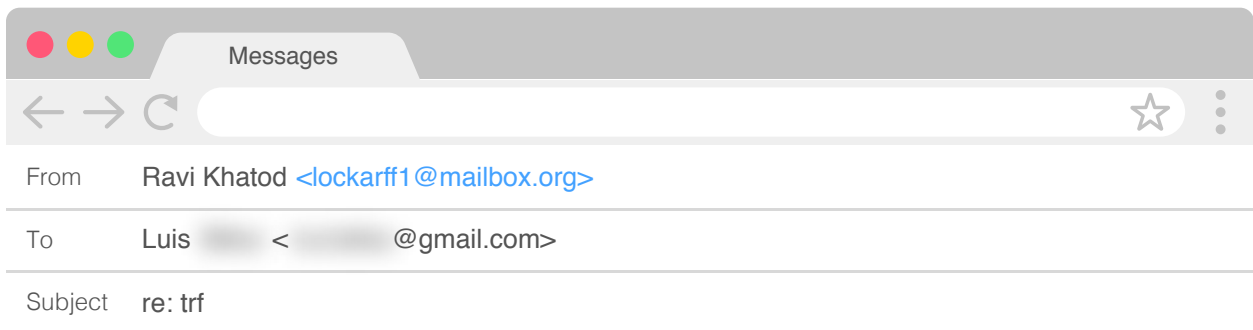 Messages
From Ravi Khatod <lockarff1@mailbox.org>
To Luis < @gmail.com>
Subject re: trf